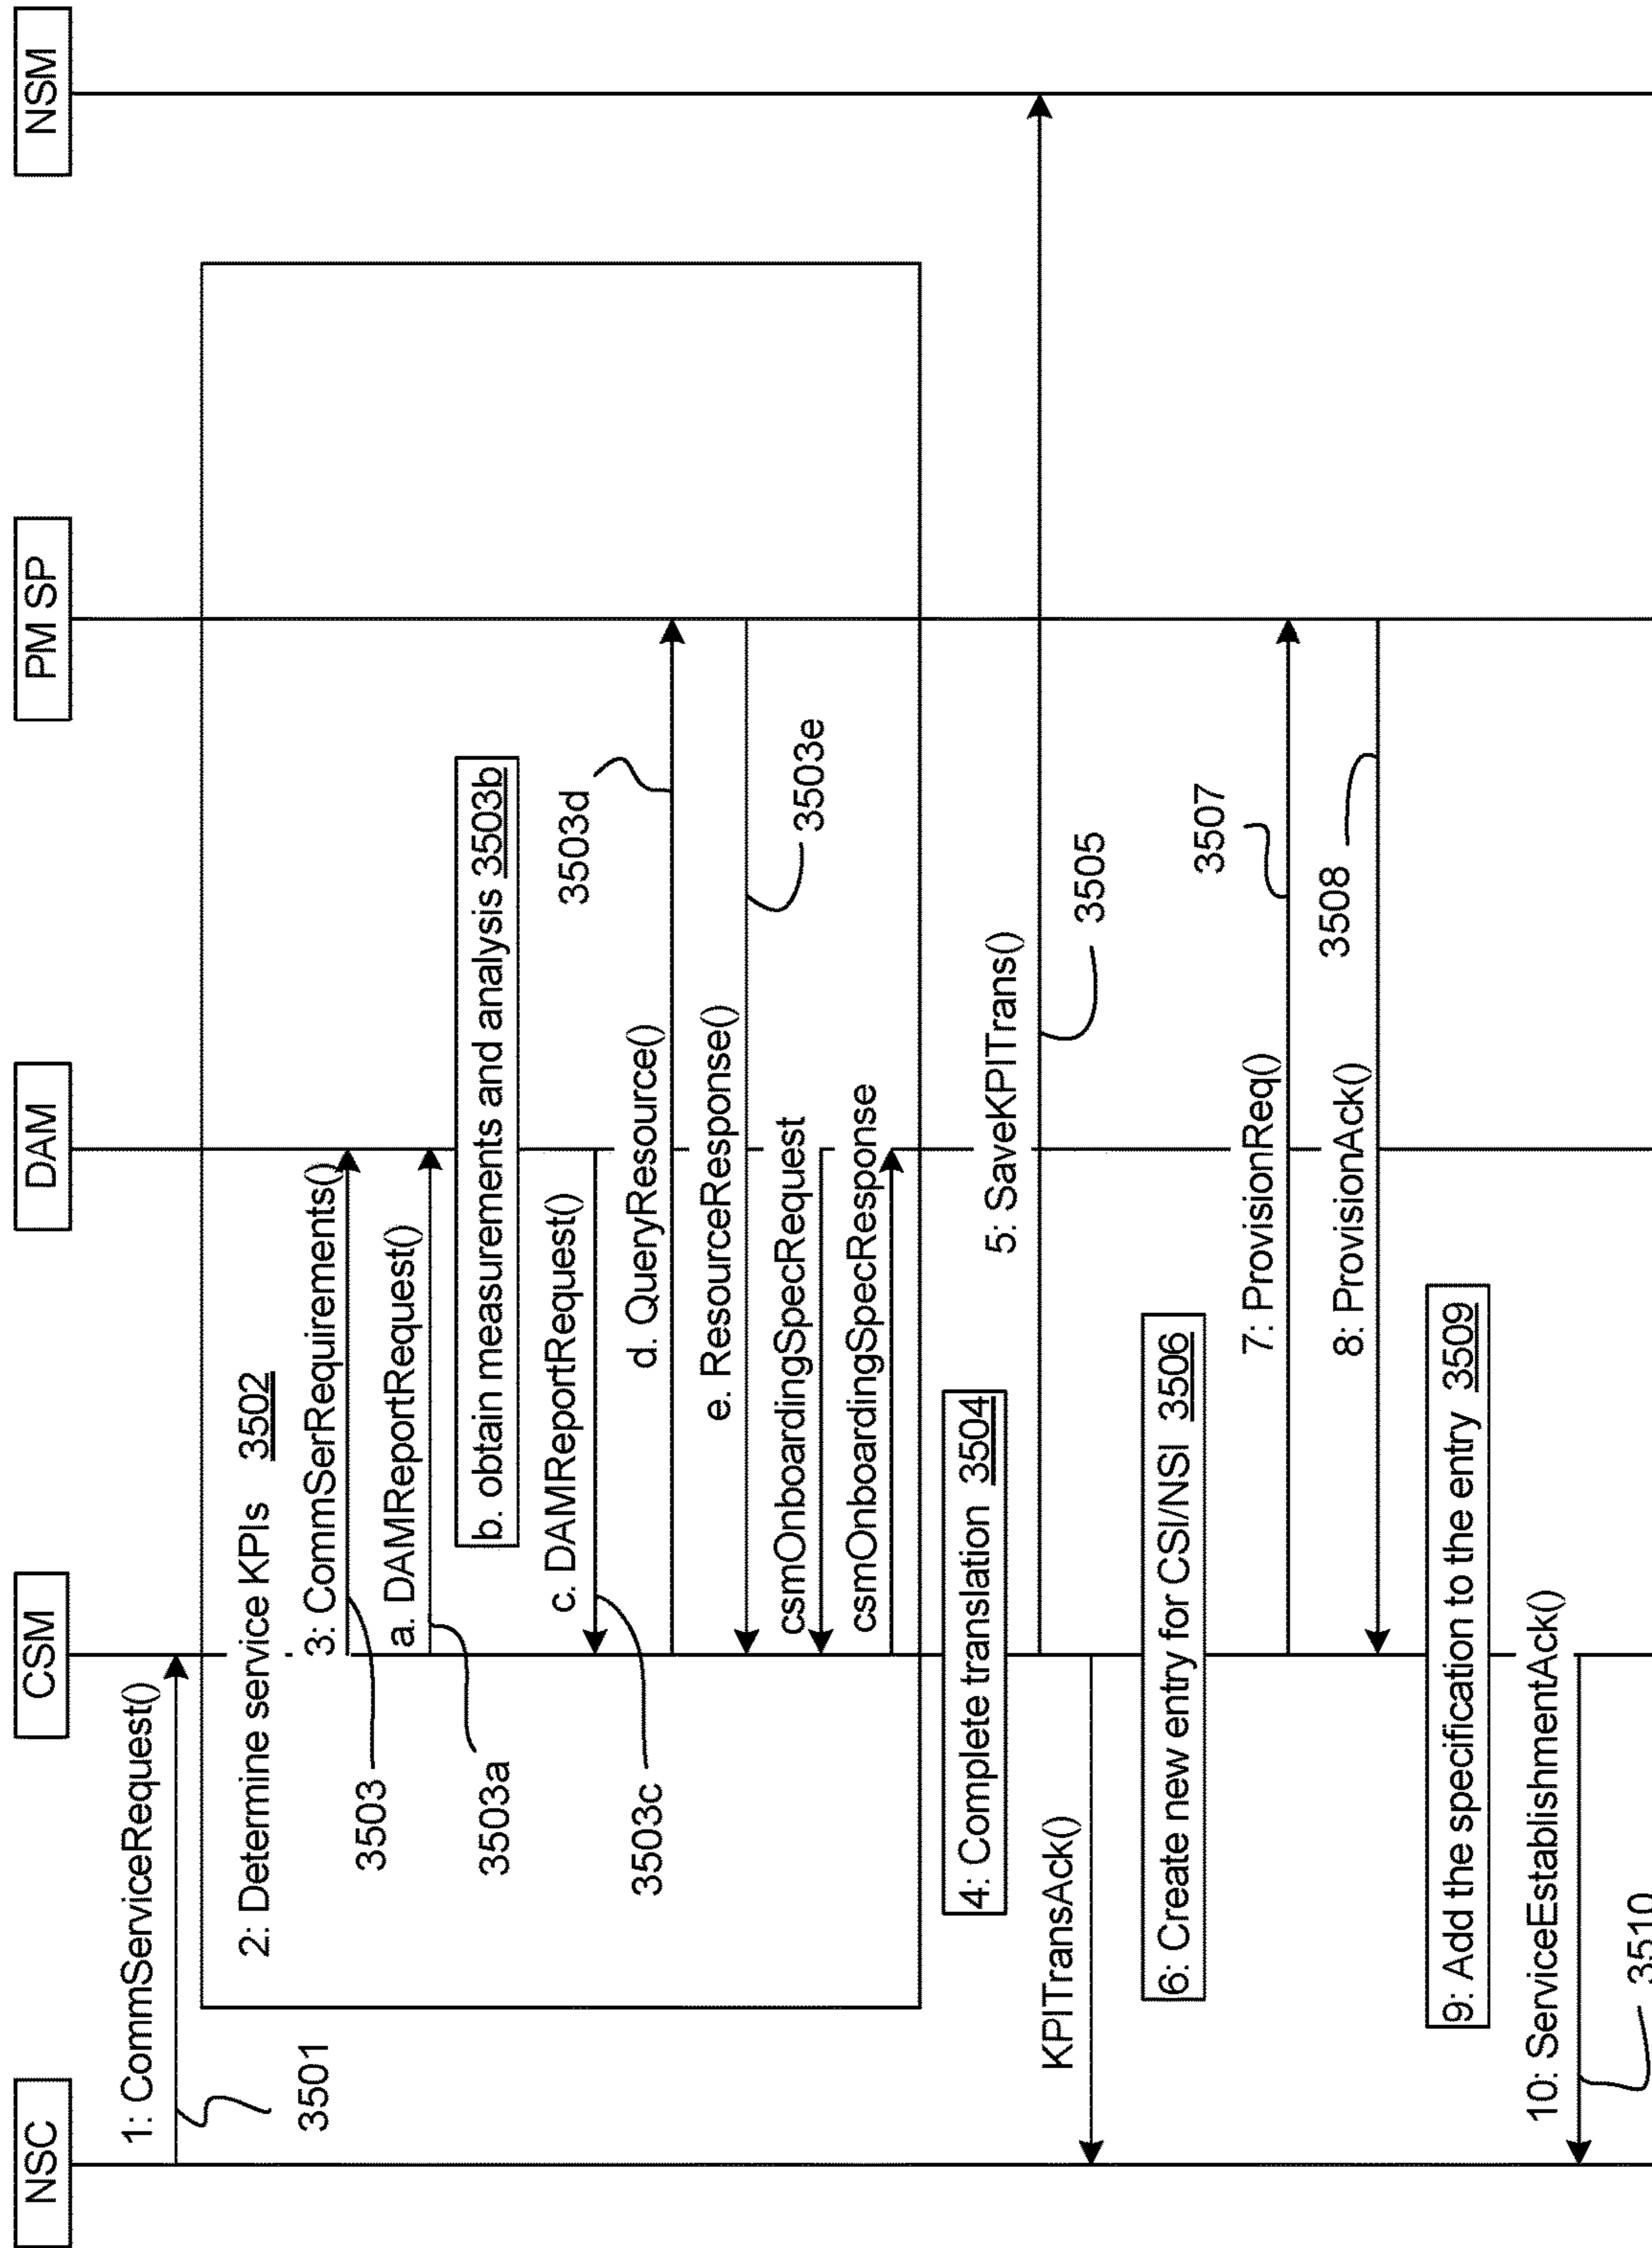 NSC
CSM
DAM
PM SP
NSM
1: CommServiceRequest()
3501
2: Determine service KPIs 3502
3: CommSerRequirements()
3503
a. DAMReportRequest()
3503a
b. obtain measurements and analysis 3503b
c. DAMReportRequest()
3503c
d. QueryResource()
3503d
e. ResourceResponse()
3503e
csmOnboardingSpecRequest
csmOnboardingSpecResponse
4: Complete translation 3504
5: SaveKPITrans()
3505
KPITransAck()
6: Create new entry for CSI/NSI 3506
7: ProvisionReq()
3507
8: ProvisionAck()
3508
9: Add the specification to the entry 3509
10: ServiceEstablishmentAck()
3510